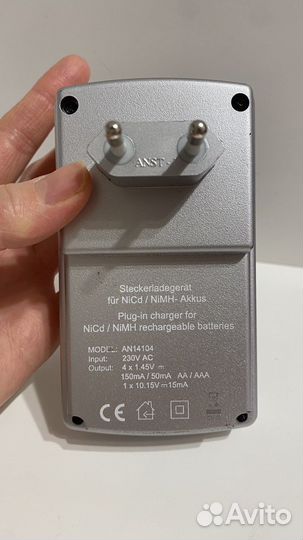 ANST
Steckerladegerät
für NiCd / NiMH- Akkus
Plug-in charger for
NiCd / NiMH rechargeable batteries
MODEL: AN14104
Input: 230V AC
Output: 4 x 1.45V ⎓
150mA / 50mA AA / AAA
1 x 10.15V⎓15mA
CE
Avito